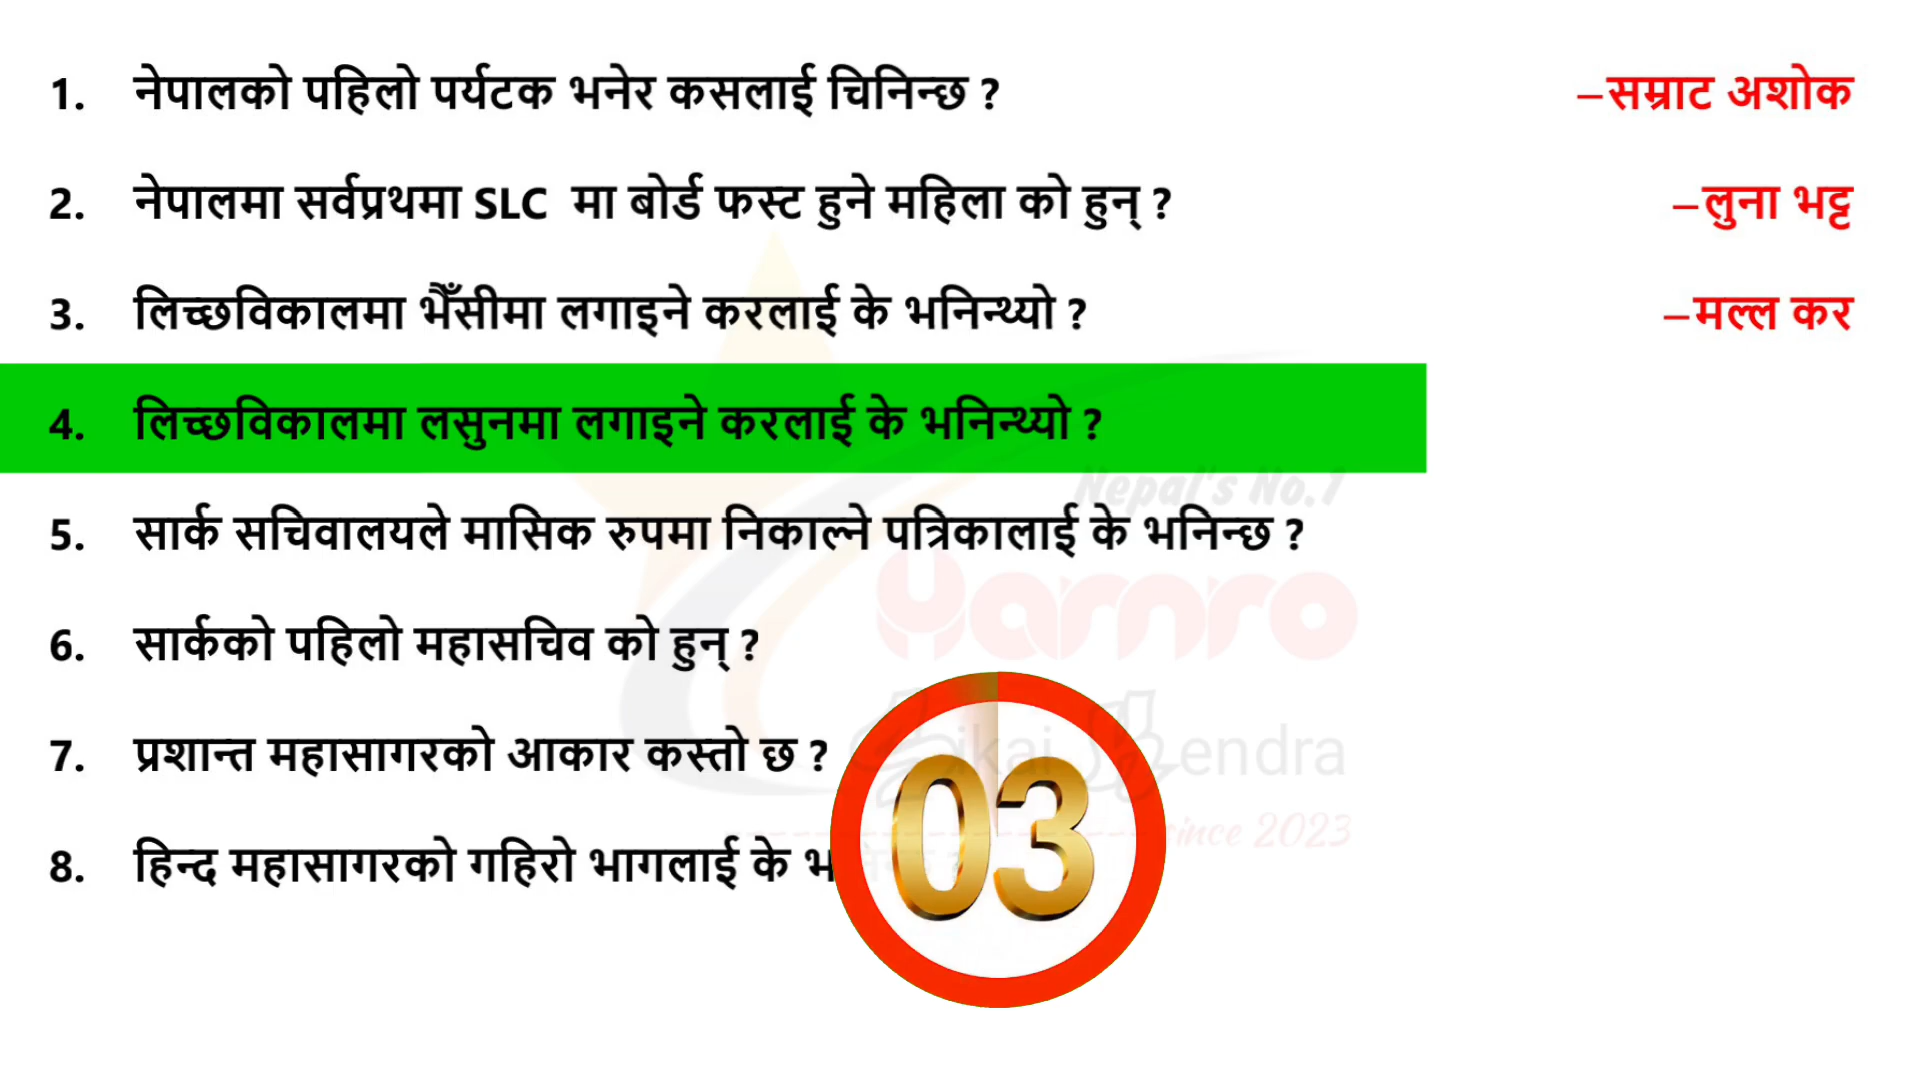 1. नेपालको पहिलो पर्यटक भनेर कसलाई चिनिन्छ ? –सम्राट अशोक
2. नेपालमा सर्वप्रथमा SLC मा बोर्ड फस्ट हुने महिला को हुन् ? –लुना भट्ट
3. लिच्छविकालमा भैँसीमा लगाइने करलाई के भनिन्थ्यो ? –मल्ल कर
4. लिच्छविकालमा लसुनमा लगाइने करलाई के भनिन्थ्यो ?
Nepal's No.1
5. सार्क सचिवालयले मासिक रुपमा निकाल्ने पत्रिकालाई के भनिन्छ ?
Yarnro
6. सार्कको पहिलो महासचिव को हुन् ?
7. प्रशान्त महासागरको आकार कस्तो छ ?
03
since 2023
8. हिन्द महासागरको गहिरो भागलाई के